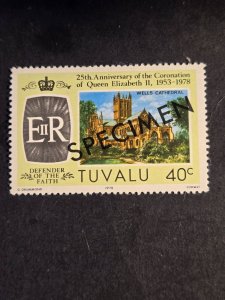 25th Anniversary of the Coronation
of Queen Elizabeth II, 1953-1978
WELLS CATHEDRAL
EIIR
SPECIMEN
DEFENDER
OF THE
FAITH
TUVALU 40c
G. DRUMMOND
1978